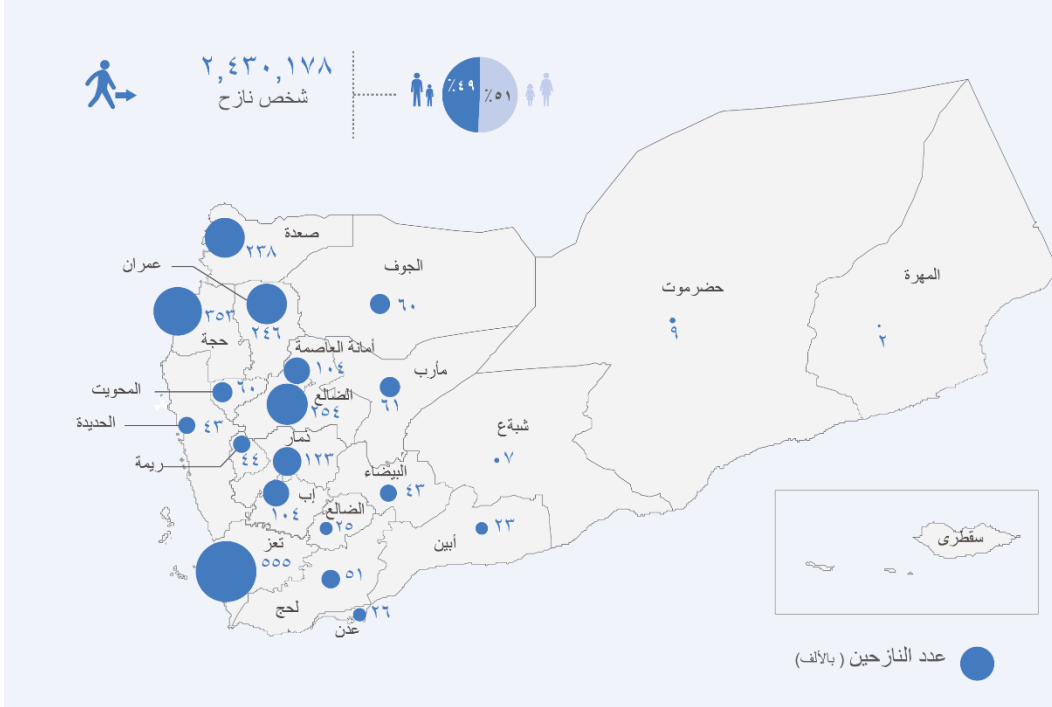 ٢,٤٣٠,١٧٨
شخص نازح
٪٤٩
٪٥١
صعدة
٢٣٨
عمران
٢٤٦
الجوف
٦٠
حضرموت
٩
المهرة
٢
٣٥٣
حجة
أمانة العاصمة
١٠٤
مأرب
٦١
المحويت
٦٠
الضالع
٢٥٤
الحديدة
٤٣
شبةع
٧
ذمار
١٢٣
ريمة
٤٤
البيضاء
٤٣
إب
١٠٤
الضالع
٢٥
أبين
٢٣
تعز
٥٥٥
٥١
لحج
٢٦
عدن
سقطرى
عدد النازحين (بالألف)